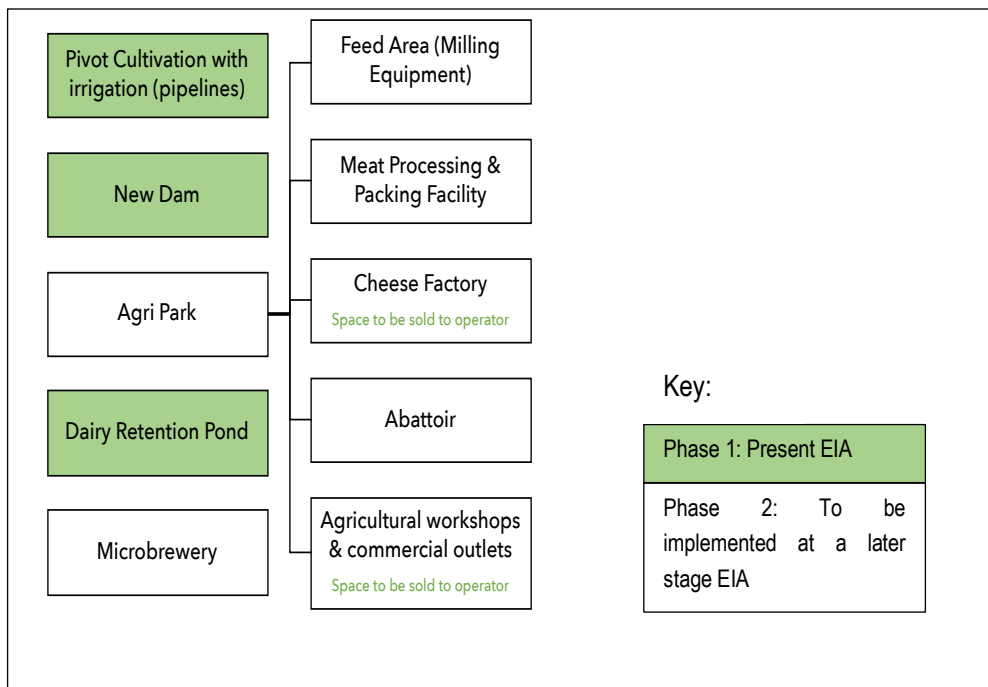 Pivot Cultivation with
irrigation (pipelines)
New Dam
Agri Park
Dairy Retention Pond
Microbrewery
Feed Area (Milling
Equipment)
Meat Processing &
Packing Facility
Cheese Factory
Space to be sold to operator
Abattoir
Agricultural workshops
& commercial outlets
Space to be sold to operator
Key:
Phase 1: Present EIA
Phase 2: To be
implemented at a later
stage EIA